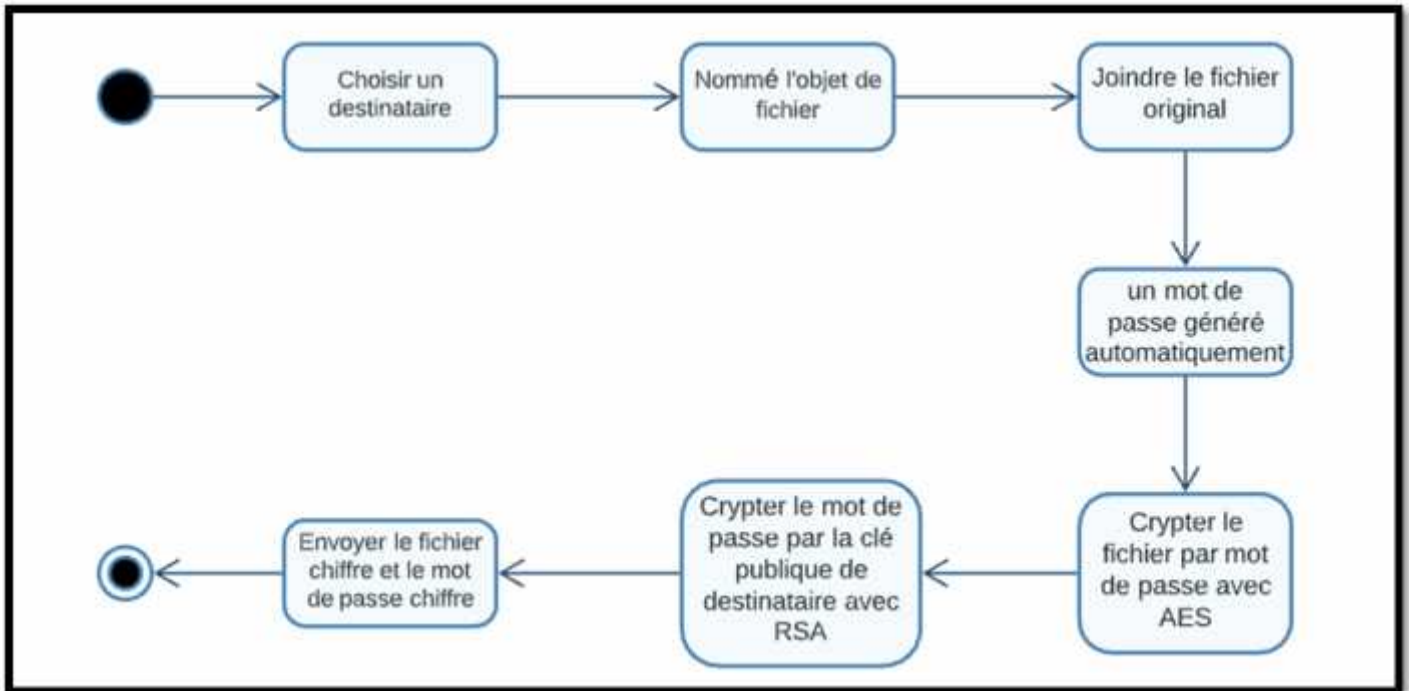 Choisir un
destinataire
Nommé l'objet de
fichier
Joindre le fichier
original
un mot de
passe généré
automatiquement
Crypter le
fichier par mot
de passe avec
AES
Crypter le mot de
passe par la clé
publique de
destinataire avec
RSA
Envoyer le fichier
chiffre et le mot
de passe chiffre